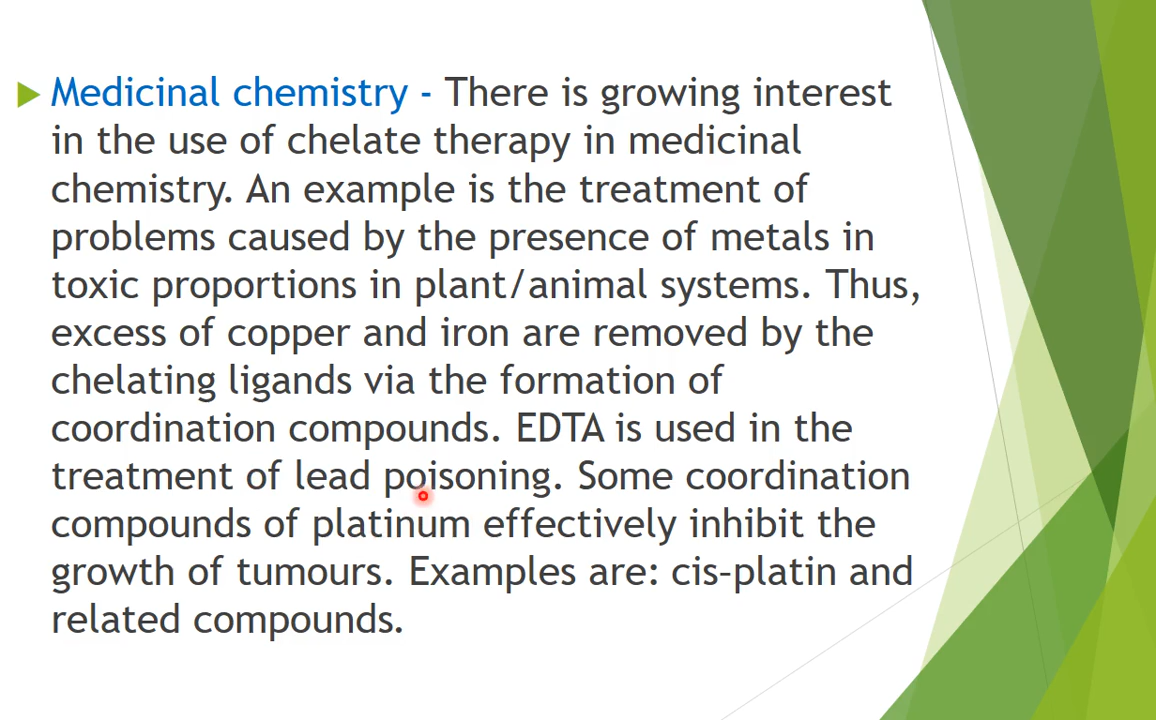 Medicinal chemistry - There is growing interest
in the use of chelate therapy in medicinal
chemistry. An example is the treatment of
problems caused by the presence of metals in
toxic proportions in plant/animal systems. Thus,
excess of copper and iron are removed by the
chelating ligands via the formation of
coordination compounds. EDTA is used in the
treatment of lead poisoning. Some coordination
compounds of platinum effectively inhibit the
growth of tumours. Examples are: cis–platin and
related compounds.